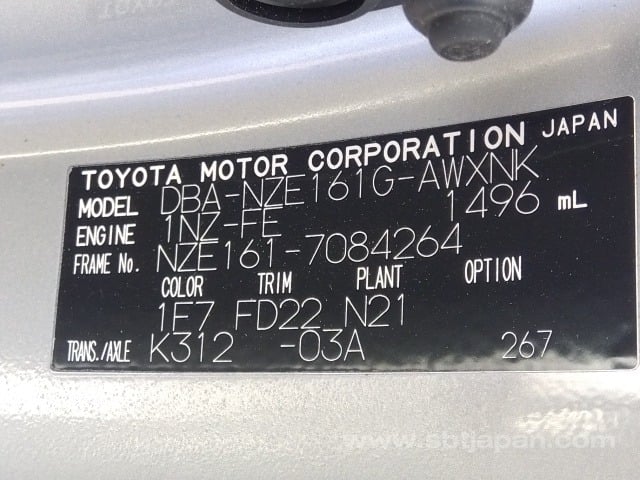 TOYOTA MOTOR CORPORATION JAPAN
MODEL DBA-NZE161G-AWXNK
ENGINE 1NZ-FE 1496 mL
FRAME No. NZE161-7084264
COLOR TRIM PLANT OPTION
1E7 FD22 N21
TRANS./AXLE K312 -03A 267
www.sbtjapan.com